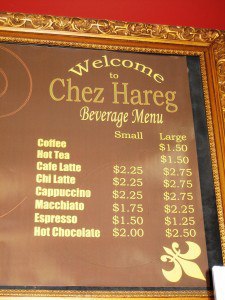 Welcome
to
Chez Hareg
Beverage Menu
Small Large
Coffee $1.50
Hot Tea $1.50
Cafe Latte $2.25 $2.75
Chi Latte $2.25 $2.75
Cappuccino $2.25 $2.75
Macchiato $1.75 $2.25
Espresso $1.50 $1.25
Hot Chocolate $2.00 $2.50